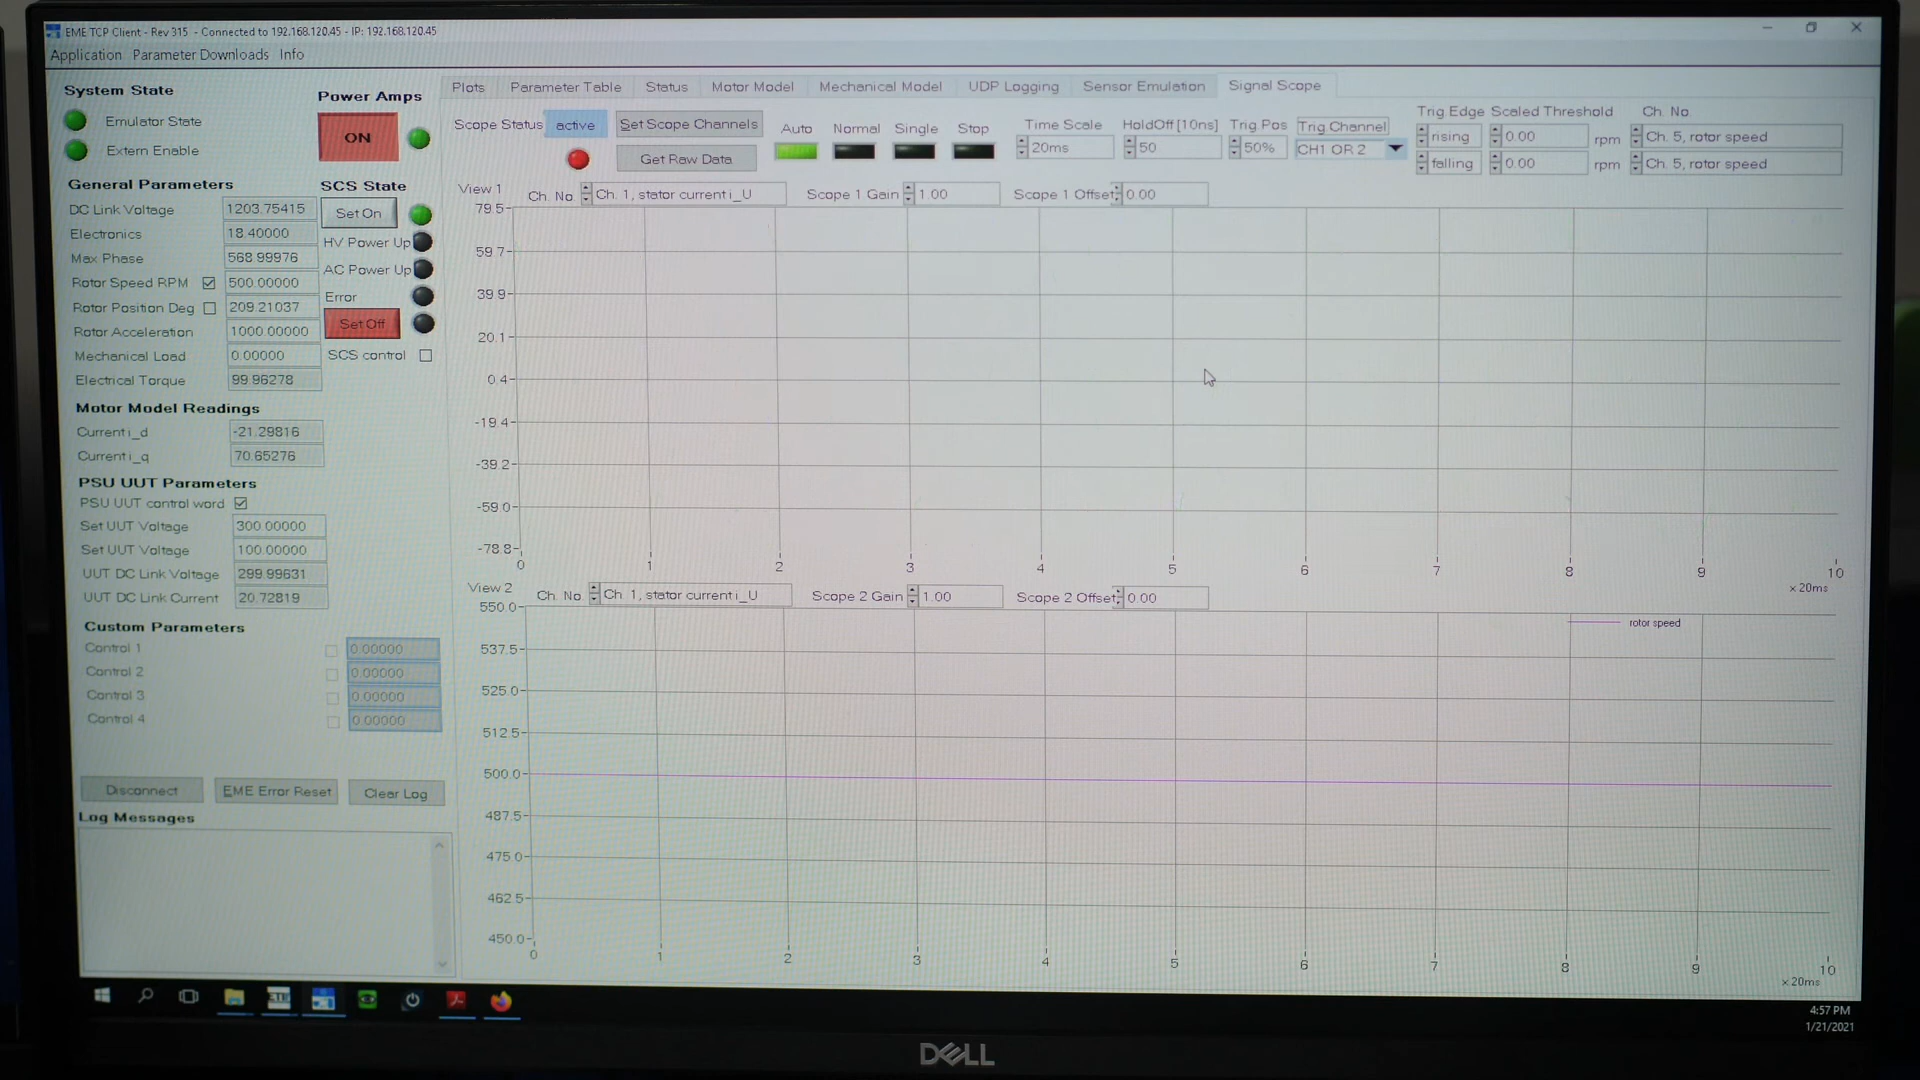 EME TCP Client - Rev 315 - Connected to 192.168.120.45 - IP: 192.168.120.45
Application Parameter Downloads Info
System State
Emulator State
Extern Enable
Power Amps
ON
General Parameters
DC Link Voltage 1203.75415
Electronics 18.40000
Max Phase 568.99976
Rotor Speed RPM 500.00000
Rotor Position Deg 209.21037
Rotor Acceleration 1000.00000
Mechanical Load 0.00000
Electrical Torque 99.96278
SCS State
Set On
HV Power Up
AC Power Up
Error
Set Off
SCS control
Motor Model Readings
Current i_d -21.29816
Current i_q 70.65276
PSU UUT Parameters
PSU UUT control word
Set UUT Voltage 300.00000
Set UUT Voltage 100.00000
UUT DC Link Voltage 299.99631
UUT DC Link Current 20.72819
Custom Parameters
Control 1 0.00000
Control 2 0.00000
Control 3 0.00000
Control 4 0.00000
Disconnect EME Error Reset Clear Log
Log Messages
Plots Parameter Table Status Motor Model Mechanical Model UDP Logging Sensor Emulation Signal Scope
Scope Status active
Set Scope Channels
Get Raw Data
Auto Normal Single Stop
Time Scale
20ms
HoldOff [10ns]
50
Trig Pos
50%
Trig Channel
CH1 OR 2
Trig Edge Scaled Threshold Ch. No.
rising 0.00 rpm Ch. 5, rotor speed
falling 0.00 rpm Ch. 5, rotor speed
View 1 Ch. No Ch. 1, stator current i_U Scope 1 Gain 1.00 Scope 1 Offset 0.00
79.5
59.7
39.9
20.1
0.4
-19.4
-39.2
-59.0
-78.8
0 1 2 3 4 5 6 7 8 9 10
x20ms
View 2 Ch. No. Ch. 1, stator current i_U Scope 2 Gain 1.00 Scope 2 Offset 0.00
rotor speed
550.0
537.5
525.0
512.5
500.0
487.5
475.0
462.5
450.0
0 1 2 3 4 5 6 7 8 9 10
x20ms
4:57 PM
1/21/2021
DELL